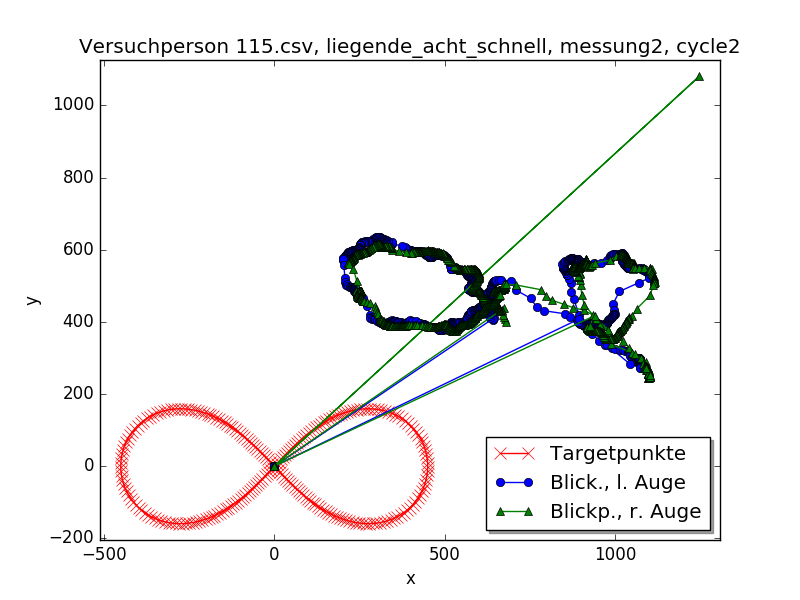 Versuchperson 115.csv, liegende_acht_schnell, messung2, cycle2
1000
800
600
400
200
0
−200
y
−500
0
500
1000
x
Targetpunkte
Blick., l. Auge
Blickp., r. Auge